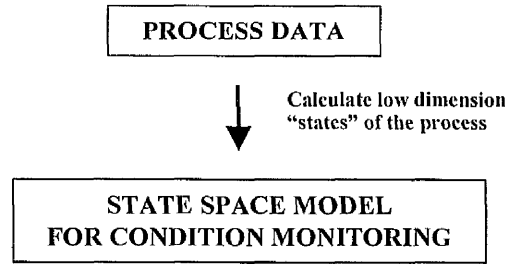 PROCESS DATA
Calculate low dimension
"states" of the process
STATE SPACE MODEL
FOR CONDITION MONITORING